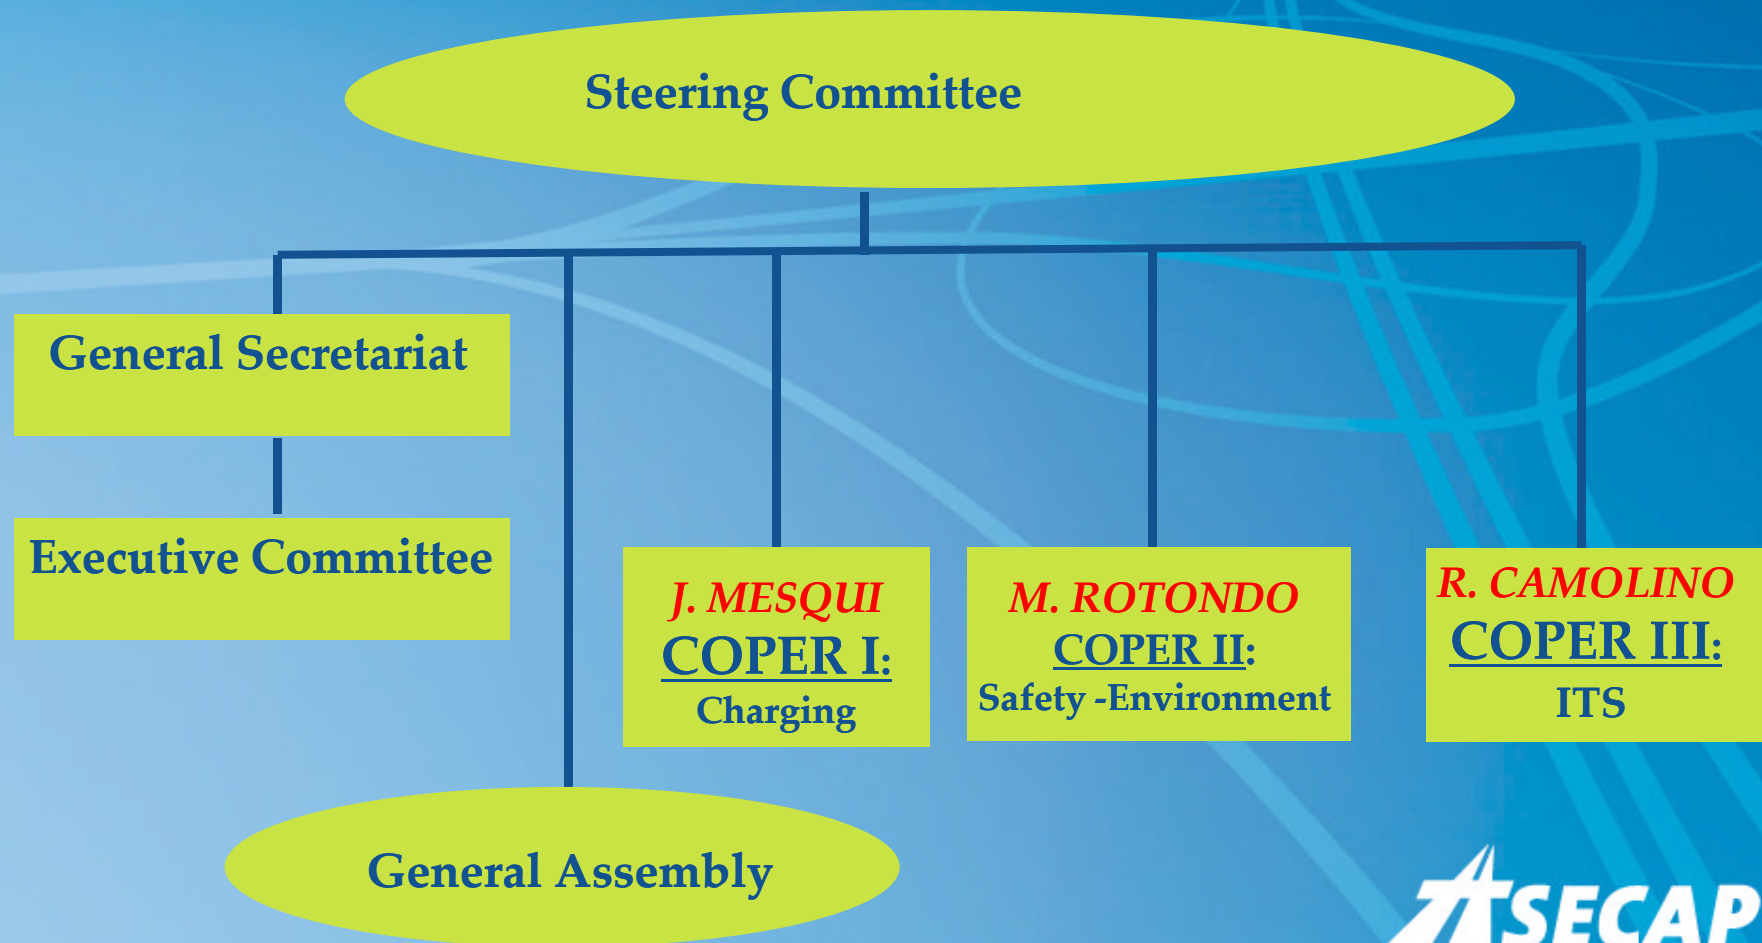 Steering Committee
General Secretariat
Executive Committee
J. MESQUI
COPER I:
Charging
M. ROTONDO
COPER II:
Safety -Environment
R. CAMOLINO
COPER III:
ITS
General Assembly
ASECAP